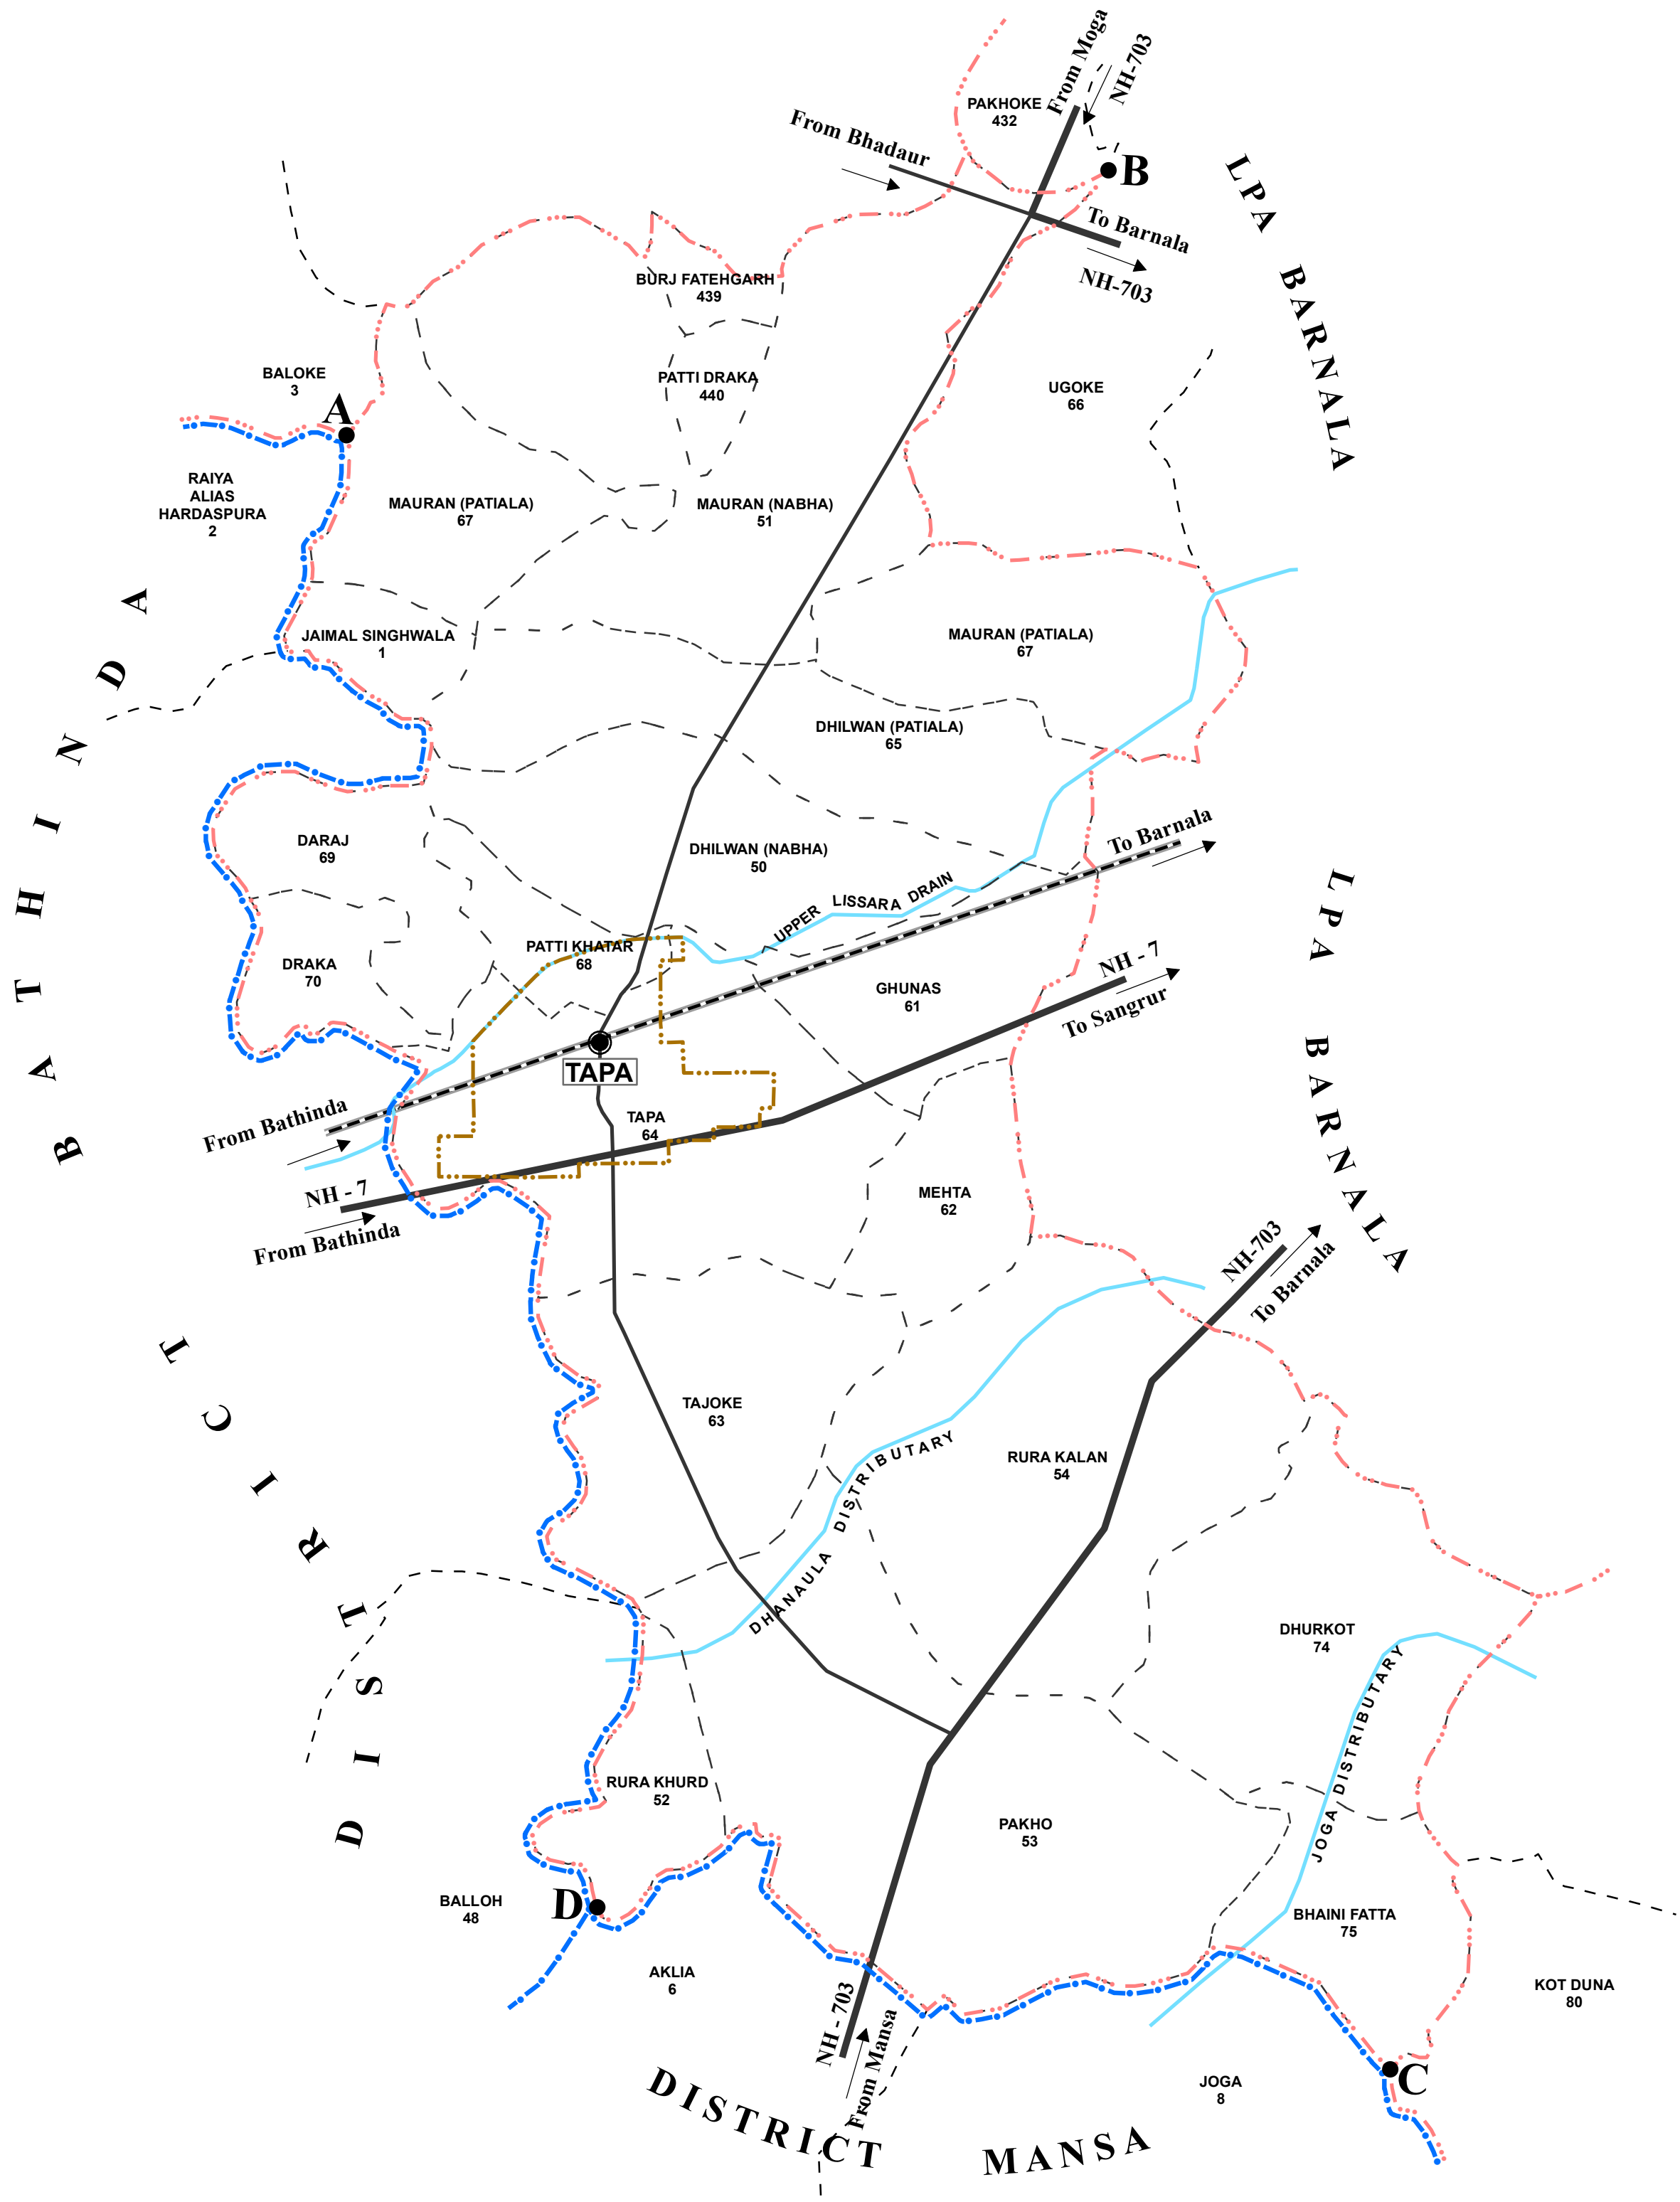 From Moga
NH-703
PAKHOKE
432
From Bhadaur
B
To Barnala
NH-703
LPA BARNALA
BURJ FATEHGARH
439
BALOKE
3
A
PATTI DRAKA
440
UGOKE
66
RAIYA
ALIAS
HARDASPURA
2
MAURAN (PATIALA)
67
MAURAN (NABHA)
51
JAIMAL SINGHWALA
1
MAURAN (PATIALA)
67
DHILWAN (PATIALA)
65
DARAJ
69
DHILWAN (NABHA)
50
To Barnala
UPPER LISSARA DRAIN
PATTI KHATAR
68
DRAKA
70
GHUNAS
61
NH - 7
To Sangrur
LPA BARNALA
TAPA
From Bathinda
TAPA
64
NH - 7
From Bathinda
MEHTA
62
NH-703
To Barnala
DISTRICT BATHINDA
TAJOKE
63
RURA KALAN
54
DHANAULA DISTRIBUTARY
DHURKOT
74
JOGA DISTRIBUTARY
RURA KHURD
52
PAKHO
53
BALLOH
48
D
BHAINI FATTA
75
AKLIA
6
KOT DUNA
80
NH - 703
From Mansa
JOGA
8
C
DISTRICT MANSA